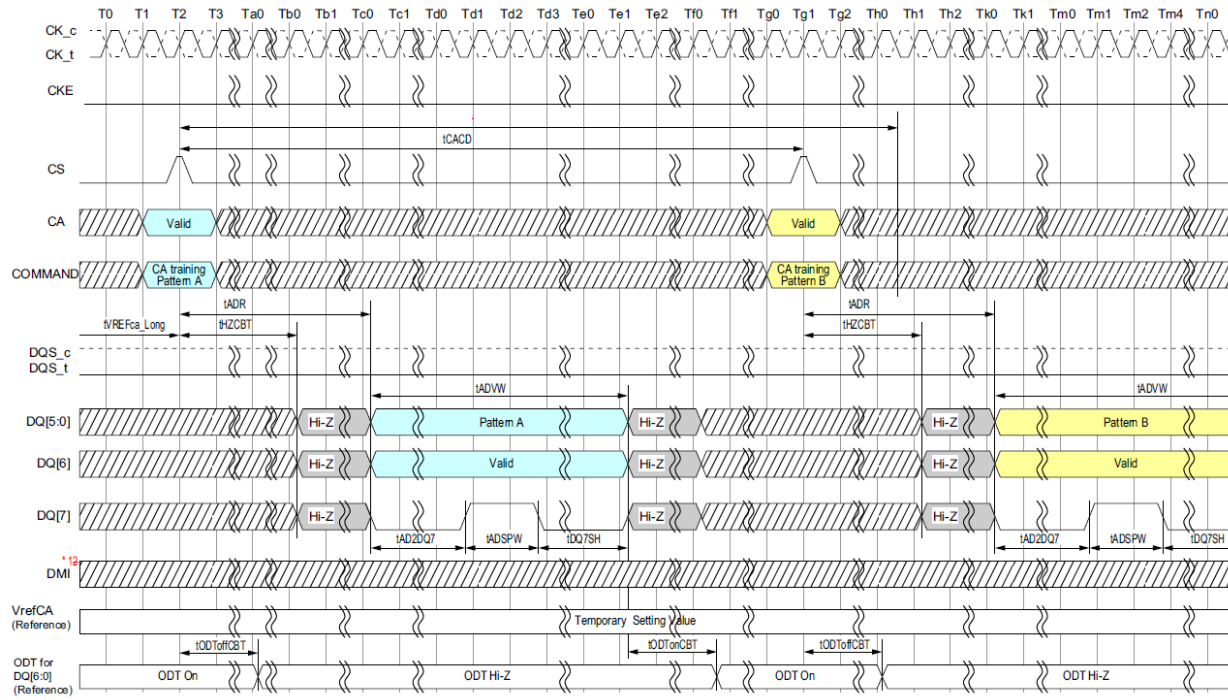 T0 T1 T2 T3 Ta0 Tb0 Tb1 Tc0 Tc1 Td0 Td1 Td2 Td3 Te0 Te1 Te2 Tf0 Tf1 Tg0 Tg1 Tg2 Th0 Th1 Th2 Tk0 Tk1 Tm0 Tm1 Tm2 Tm4 Tn0
CK_c
CK_t
CKE
tCACD
CS
CA Valid Valid
COMMAND CA training Pattern A CA training Pattern B
tADR tADR
tVREFca_Long tHZCBT tHZCBT
DQS_c
DQS_t
tADVW tADVW
DQ[5:0] Hi-Z Pattern A Hi-Z Hi-Z Pattern B
DQ[6] Hi-Z Valid Hi-Z Hi-Z Valid
DQ[7] Hi-Z Hi-Z Hi-Z
tAD2DQ7 tADSPW tDQ7SH tAD2DQ7 tADSPW tDQ7SH
* 12
DMI
VrefCA
(Reference) Temporary Setting Value
tODToffCBT tODTonCBT tODToffCBT
ODT for
DQ[6:0] ODT On ODT Hi-Z ODT On ODT Hi-Z
(Reference)